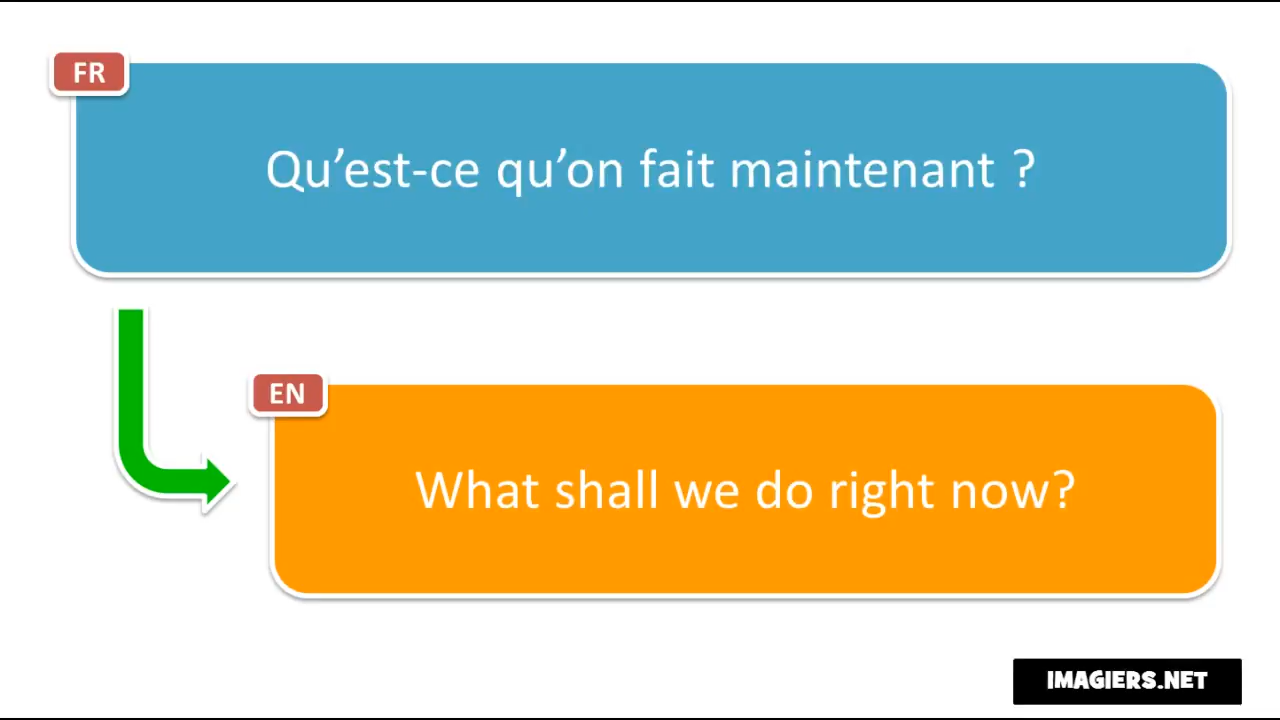 FR
Qu’est-ce qu’on fait maintenant ?
EN
What shall we do right now?
IMAGIERS.NET